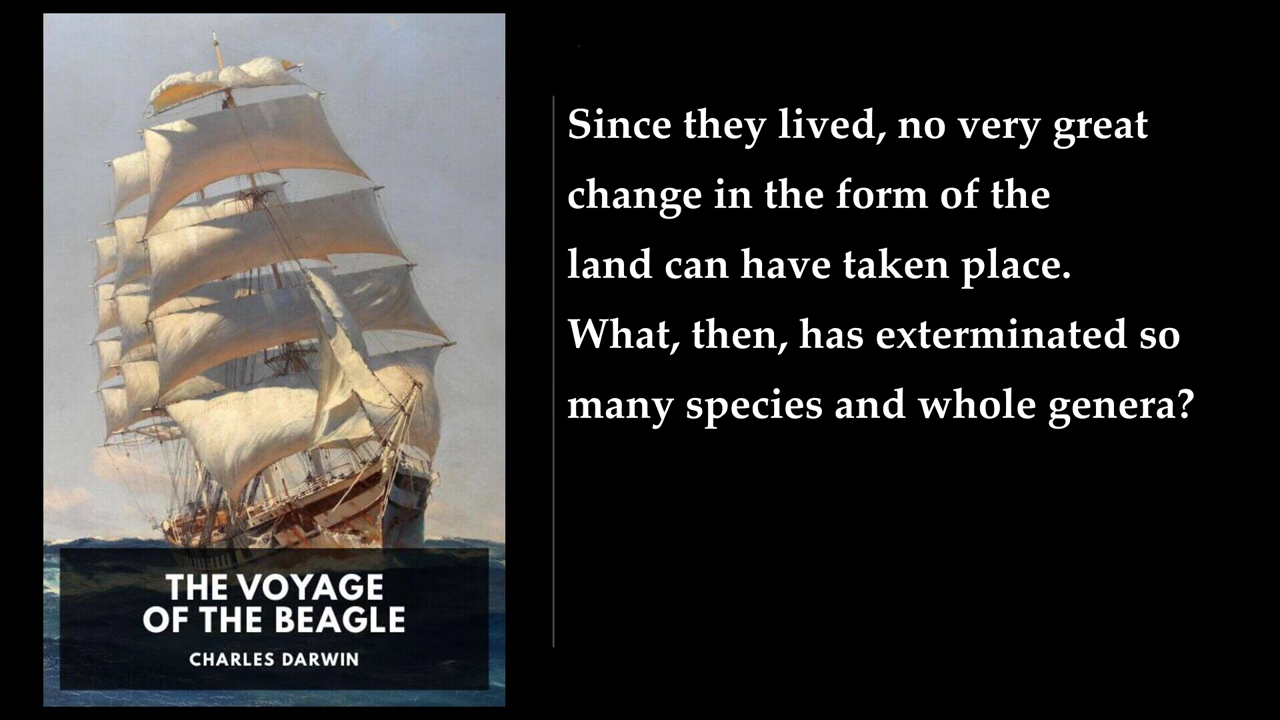 THE VOYAGE
OF THE BEAGLE
CHARLES DARWIN
Since they lived, no very great
change in the form of the
land can have taken place.
What, then, has exterminated so
many species and whole genera?